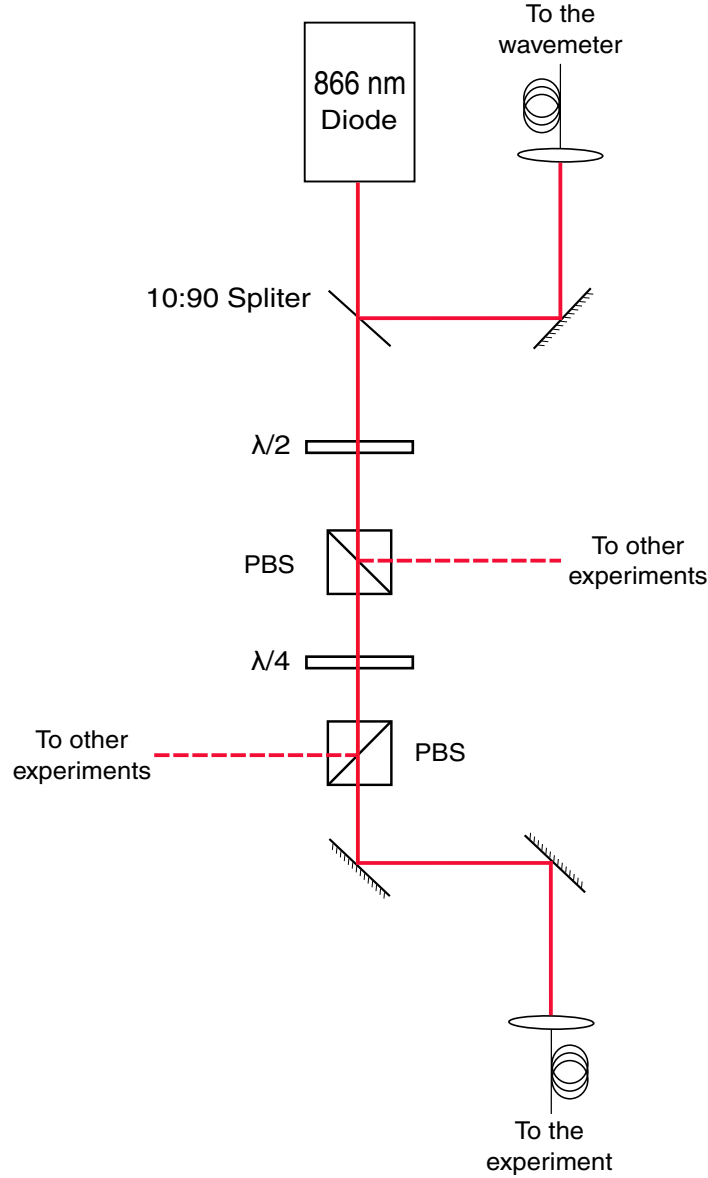 To the
wavemeter
866 nm
Diode
10:90 Spliter
λ/2
PBS
To other
experiments
λ/4
To other
experiments
PBS
To the
experiment